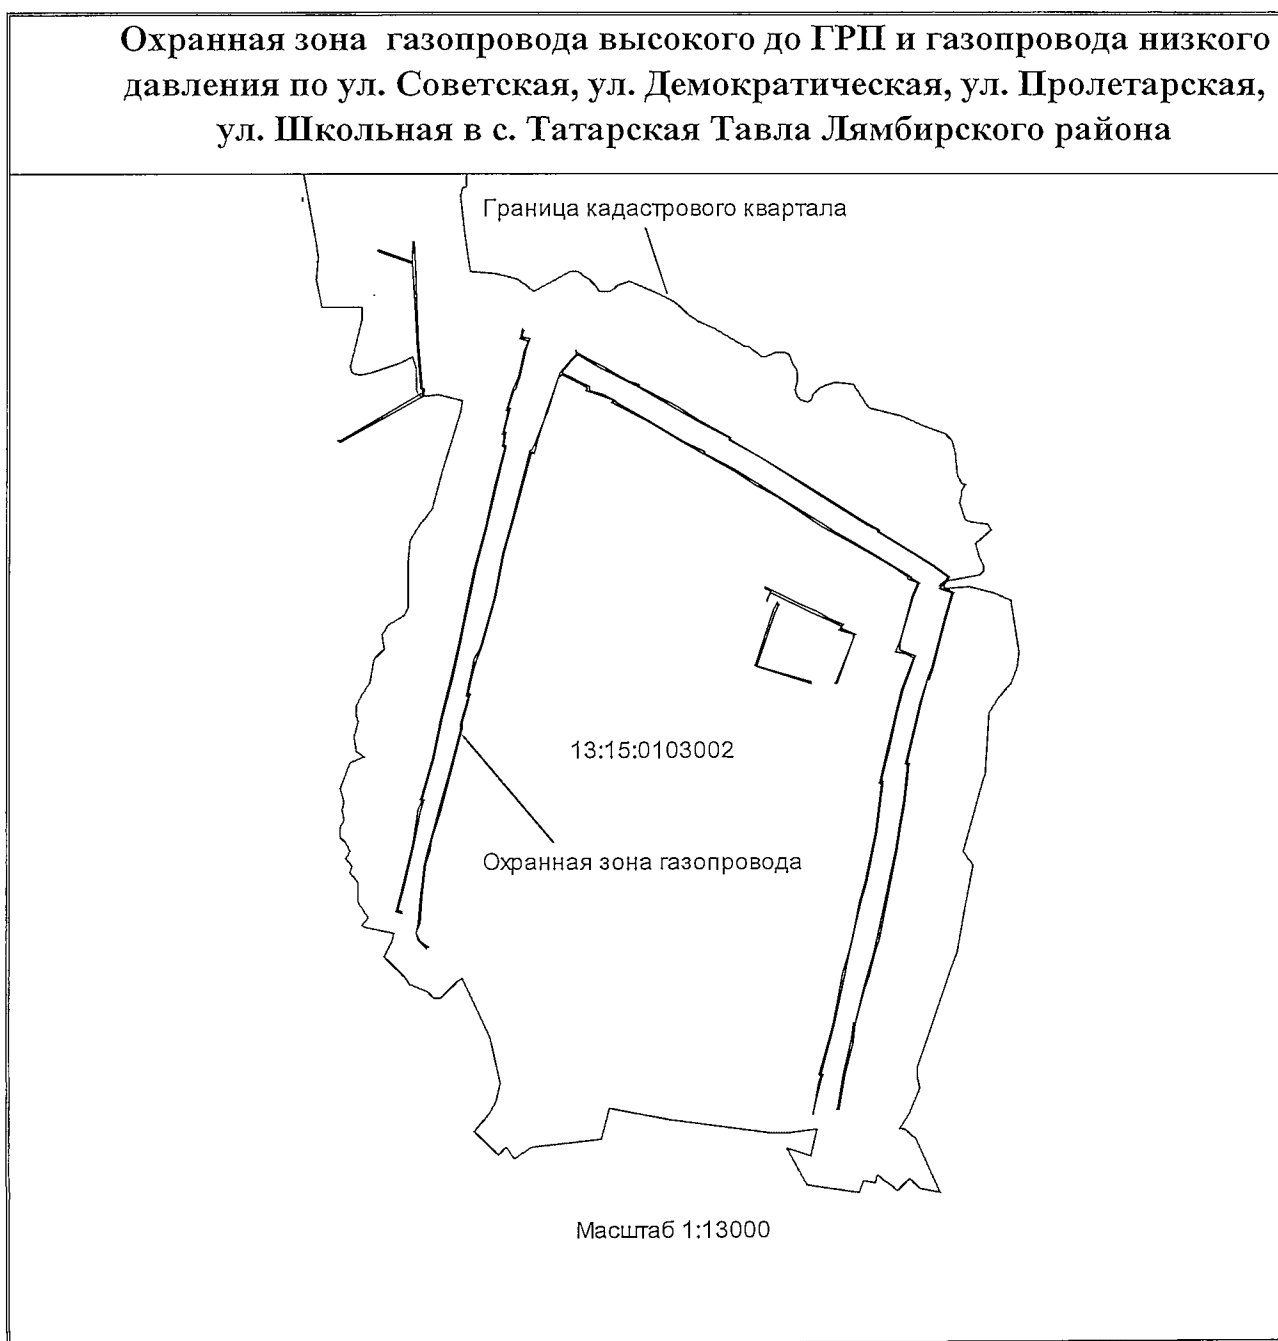 Охранная зона газопровода высокого до ГРП и газопровода низкого
давления по ул. Советская, ул. Демократическая, ул. Пролетарская,
ул. Школьная в с. Татарская Тавла Лямбирского района
Граница кадастрового квартала
13:15:0103002
Охранная зона газопровода
Масштаб 1:13000